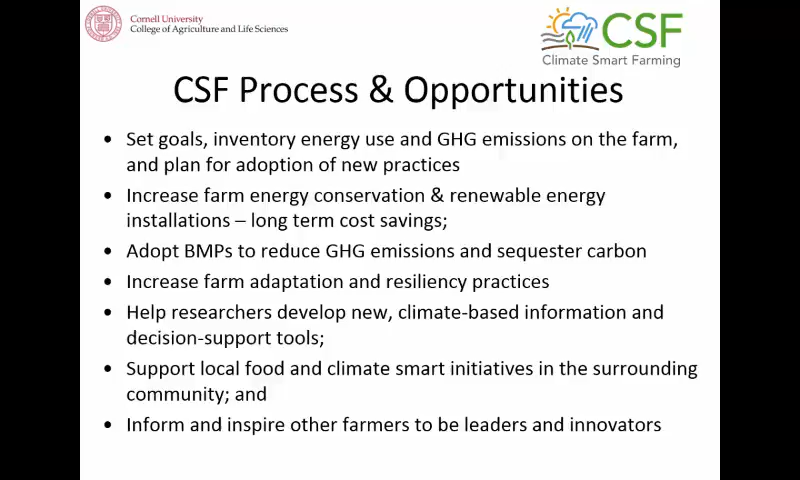 Cornell University
College of Agriculture and Life Sciences
CSF
Climate Smart Farming
CSF Process & Opportunities
• Set goals, inventory energy use and GHG emissions on the farm,
and plan for adoption of new practices
• Increase farm energy conservation & renewable energy
installations – long term cost savings;
• Adopt BMPs to reduce GHG emissions and sequester carbon
• Increase farm adaptation and resiliency practices
• Help researchers develop new, climate-based information and
decision-support tools;
• Support local food and climate smart initiatives in the surrounding
community; and
• Inform and inspire other farmers to be leaders and innovators